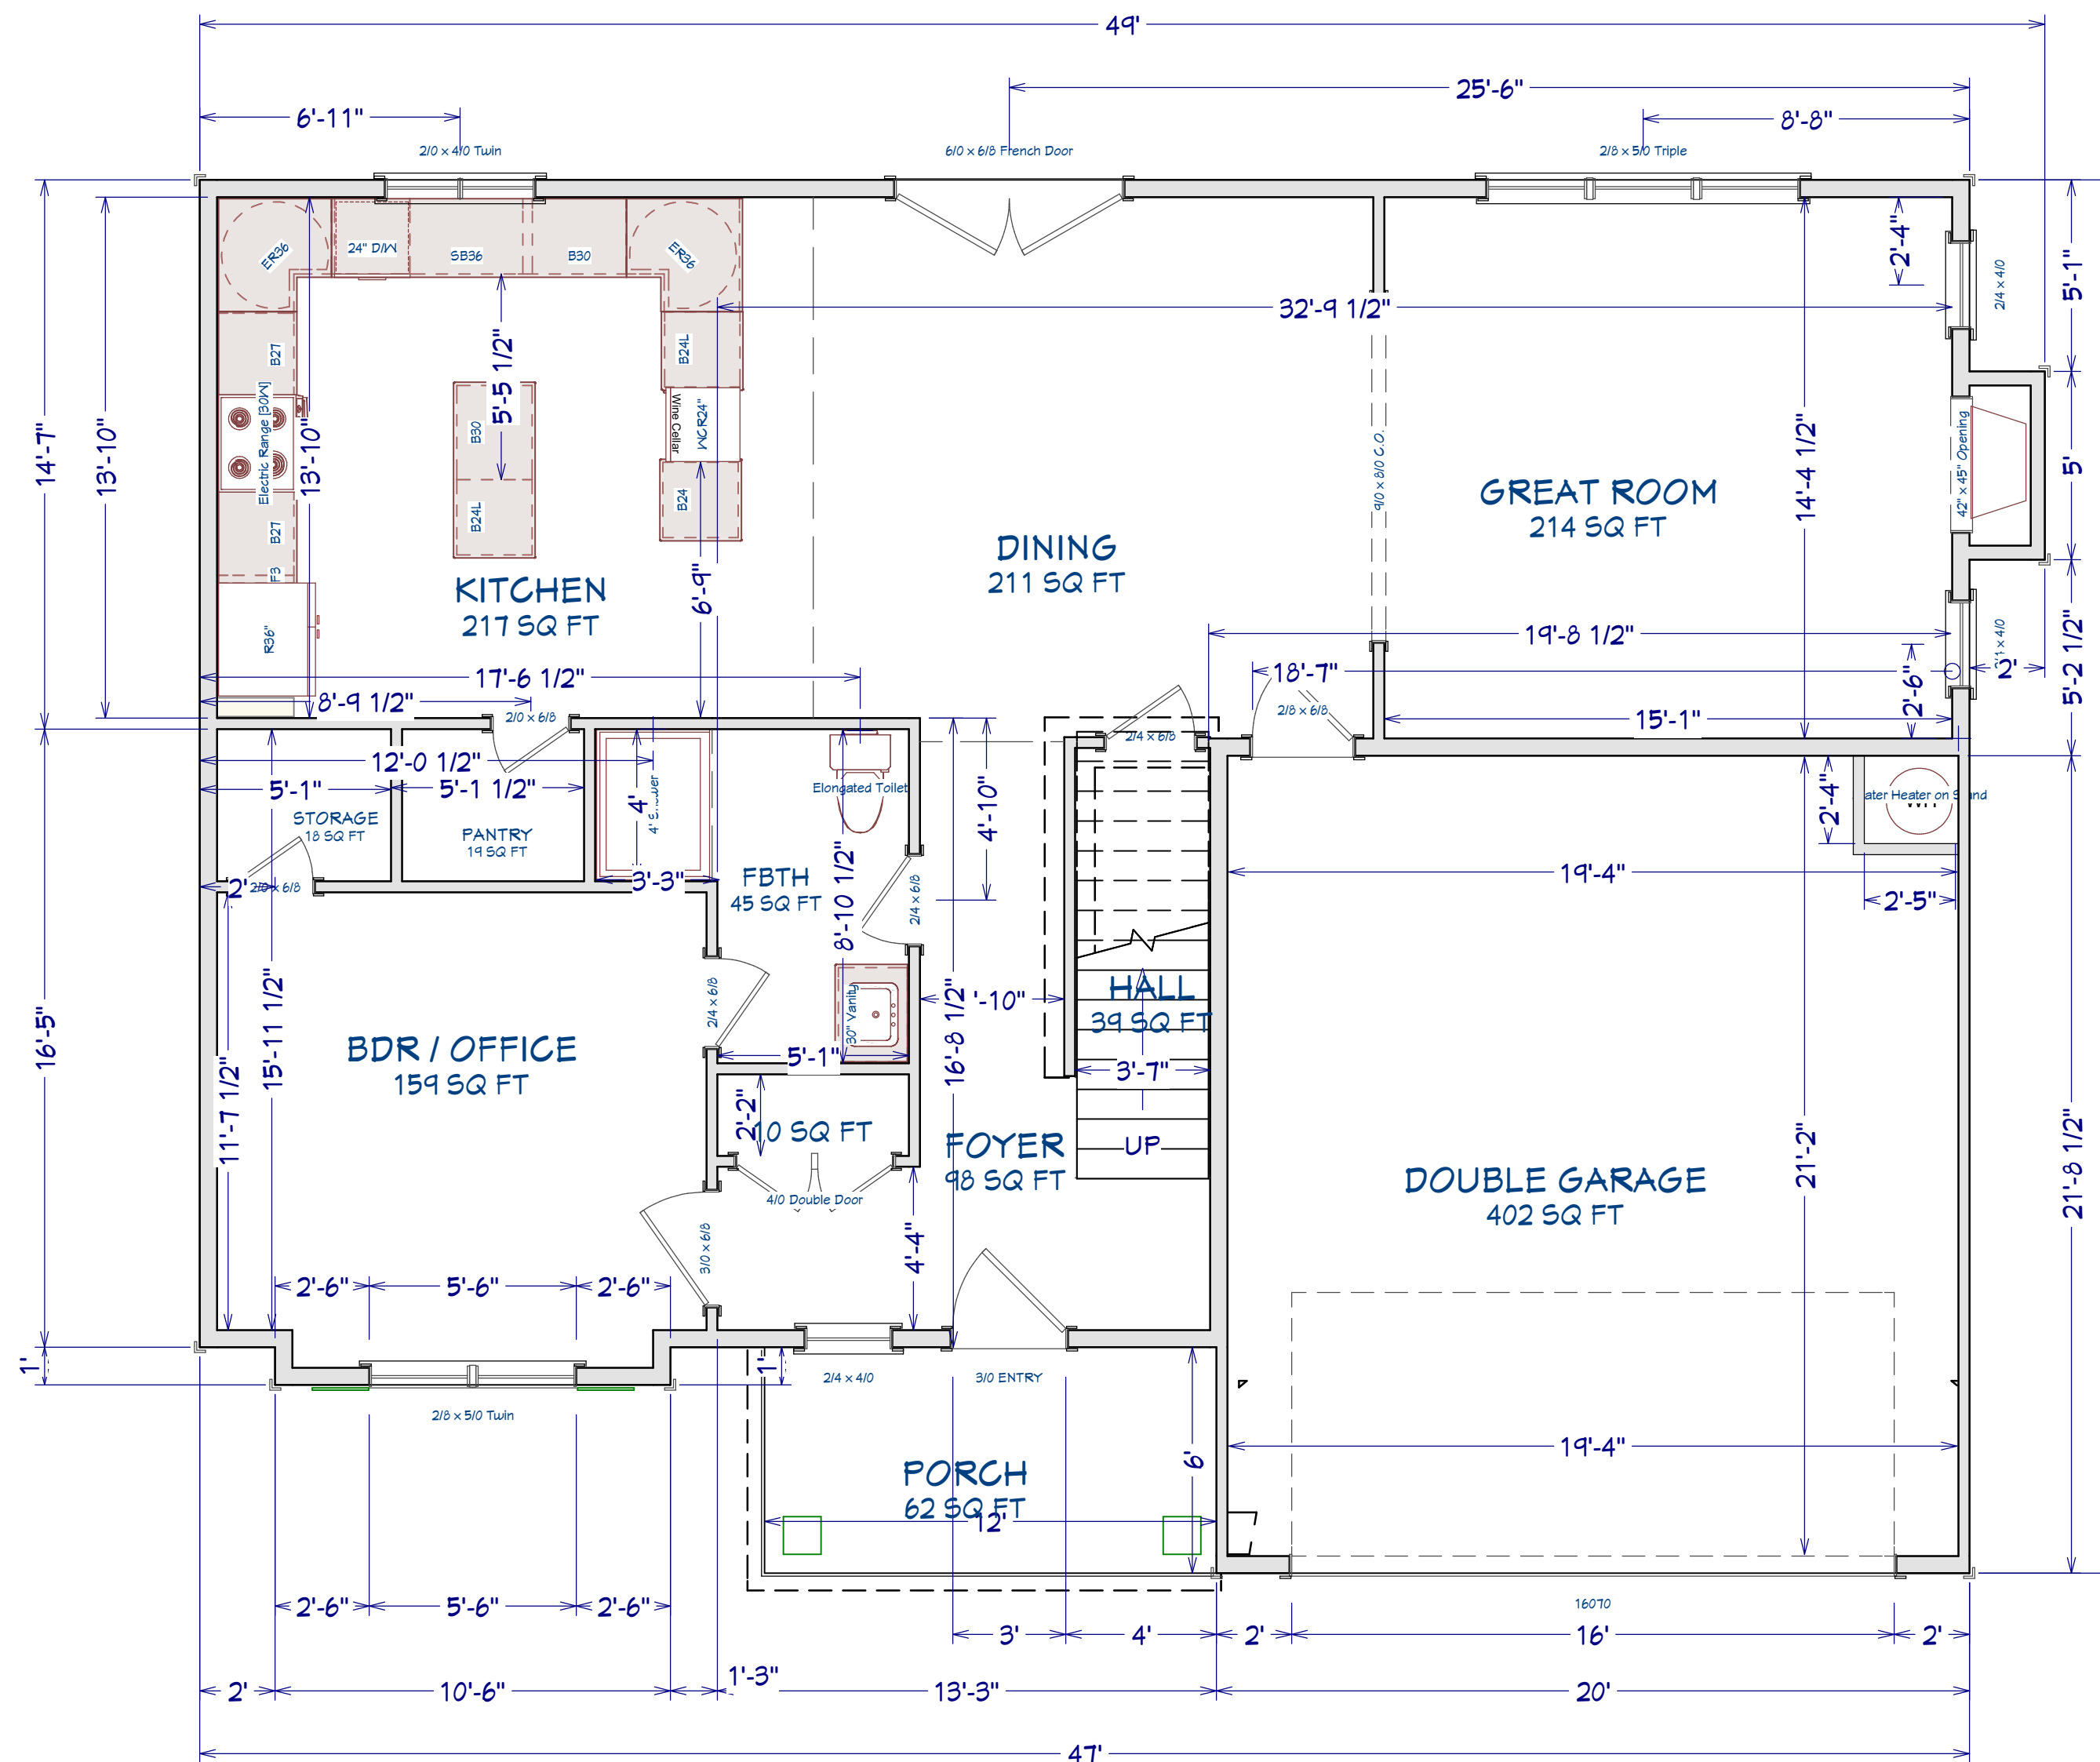 49'
25'-6"
6'-11"
8'-8"
2/0 x 4/0 Twin
6/0 x 6/8 French Door
2/8 x 5/0 Triple
ER36
24" D/W
SB36
B30
ER36
2'-4"
2/4 x 4/0
5'-1"
32'-9 1/2"
B27
5'-5 1/2"
B24L
14'-7"
13'-10"
Electric Range [30W]
13'-10"
B30
Wine Cellar
WCR24"
9/0 x 8/0 C.O.
14'-4 1/2"
42" x 45" Opening
5'
GREAT ROOM
214 SQ FT
B27
B24L
B24
F3
DINING
211 SQ FT
KITCHEN
217 SQ FT
6'-9"
R36"
19'-8 1/2"
18'-7"
2'
2'-6"
5'-2 1/2"
17'-6 1/2"
8'-9 1/2"
2/0 x 6/8
2/8 x 6/8
15'-1"
2/4 x 6/8
12'-0 1/2"
5'-1"
5'-1 1/2"
4'
Elongated Toilet
4'-10"
2'-4"
STORAGE
18 SQ FT
PANTRY
19 SQ FT
2'
2/0 x 6/8
3'-3"
FBTH
45 SQ FT
8'-10 1/2"
2/4 x 6/8
19'-4"
2'-5"
16'-5"
11'-7 1/2"
15'-11 1/2"
BDR / OFFICE
159 SQ FT
2/4 x 6/8
30" Vanity
5'-1"
16'-8 1/2"
'-10"
HALL
39 SQ FT
3'-7"
2'-2"
10 SQ FT
FOYER
98 SQ FT
UP
4/0 Double Door
3/0 x 6/8
4'-4"
DOUBLE GARAGE
402 SQ FT
21'-2"
21'-8 1/2"
2'-6"
5'-6"
2'-6"
1'
1'
2/4 x 4/0
3/0 ENTRY
2/8 x 5/0 Twin
6'
19'-4"
PORCH
62 SQ FT
12'
2'-6"
5'-6"
2'-6"
16070
3'
4'
2'
16'
2'
2'
10'-6"
1'-3"
13'-3"
20'
47'